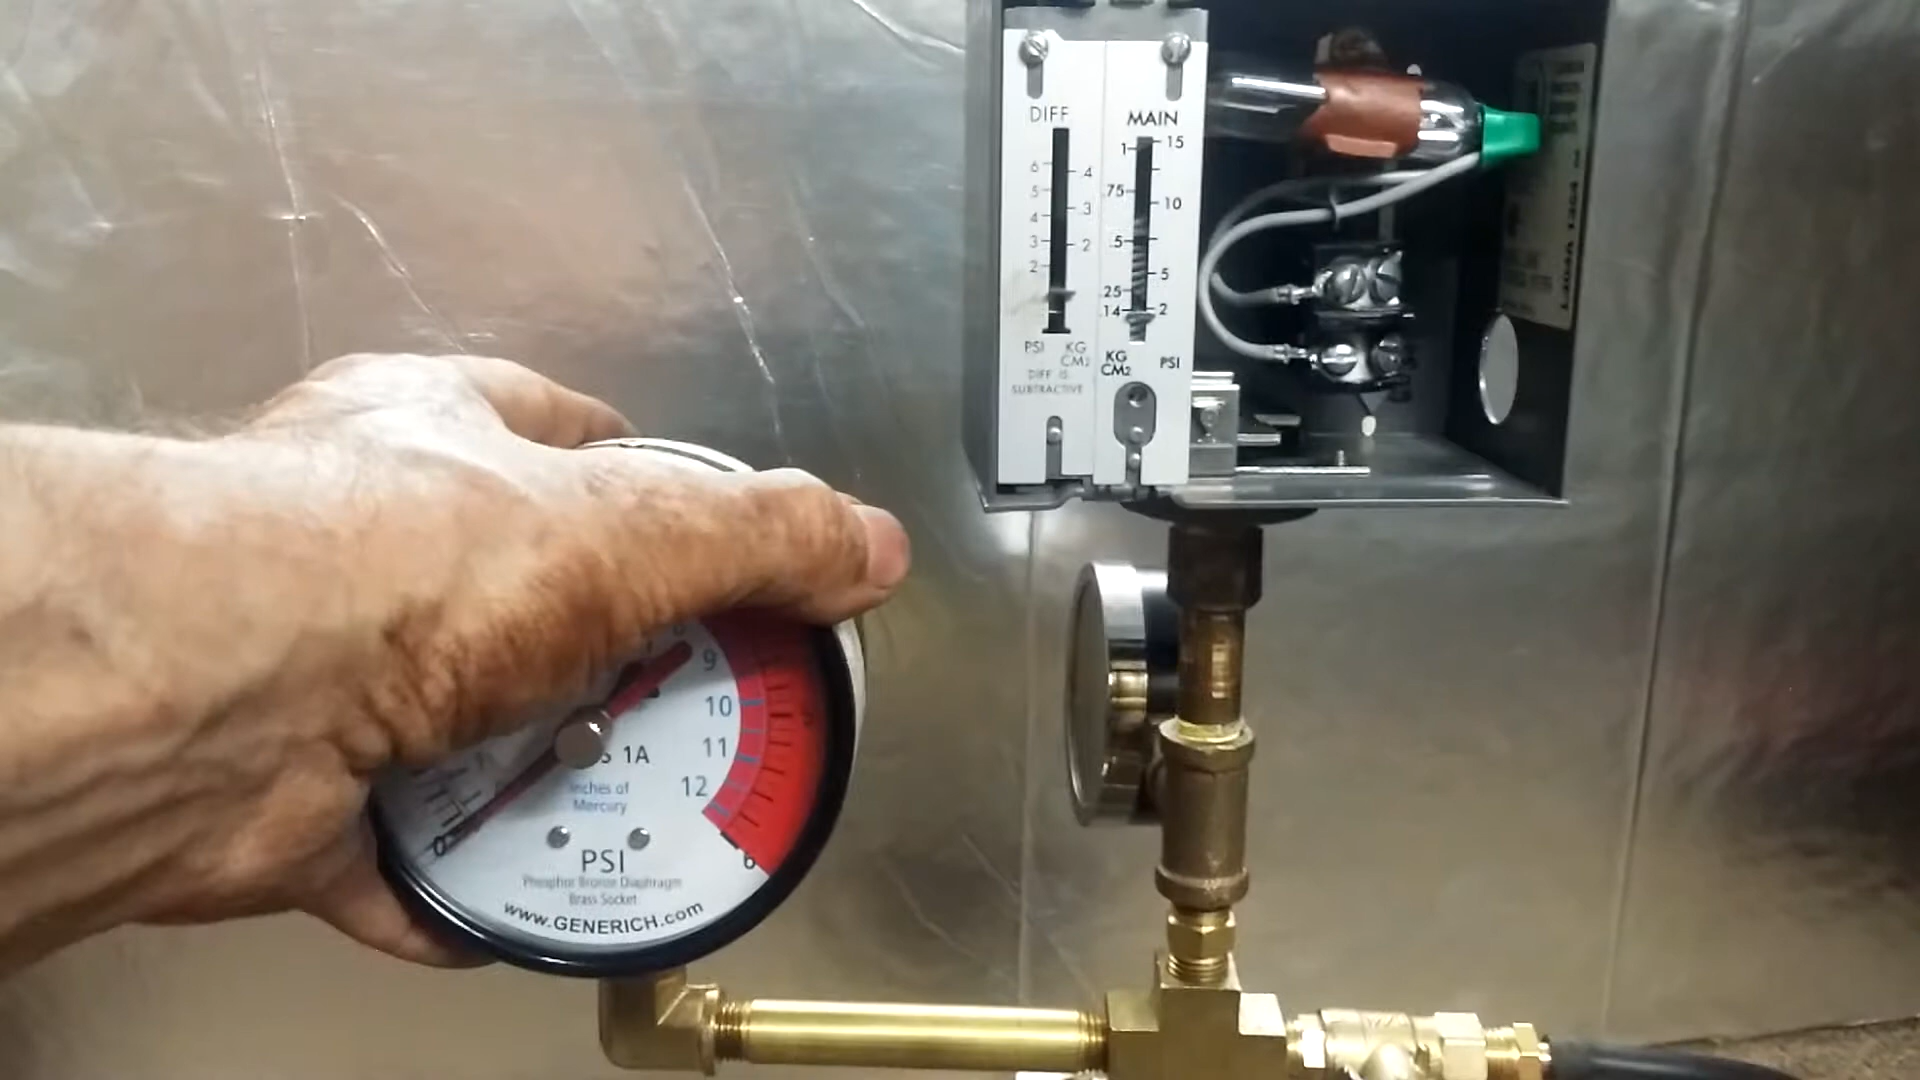 DIFF
MAIN
6
5
4
3
2
.4
.3
2
1
.75
.5
.25
.14
15
10
5
2
PSI
KG
CM2
DIFF IS
SUBTRACTIVE
KG
CM2
PSI
8
9
10
11
12
0
6
1A
Inches of
Mercury
PSI
Phosphor Bronze Diaphragm
Brass Socket
www.GENERICH.com